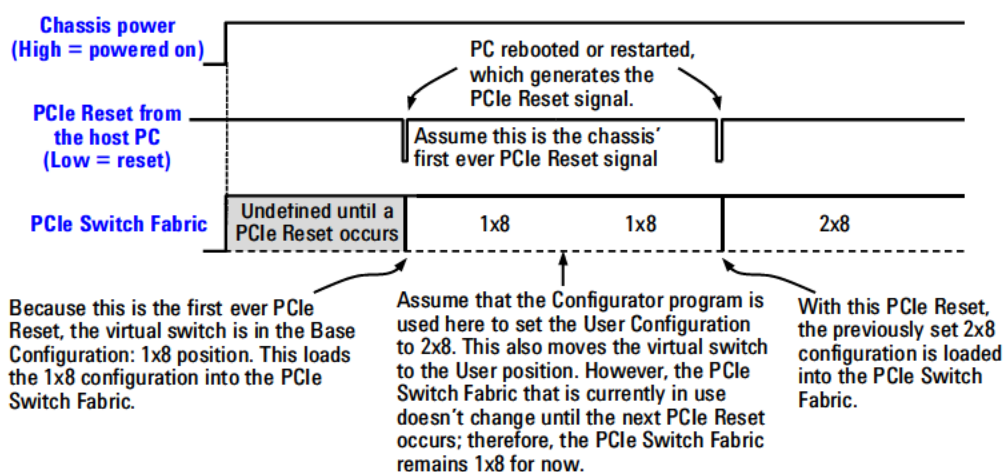 Chassis power
(High = powered on)
PC rebooted or restarted,
which generates the
PCIe Reset signal.
PCIe Reset from
the host PC
(Low = reset)
Assume this is the chassis'
first ever PCIe Reset signal
PCIe Switch Fabric
Undefined until a
PCIe Reset occurs
1x8
1x8
2x8
Because this is the first ever PCIe
Reset, the virtual switch is in the Base
Configuration: 1x8 position. This loads
the 1x8 configuration into the PCIe
Switch Fabric.
Assume that the Configurator program is
used here to set the User Configuration
to 2x8. This also moves the virtual switch
to the User position. However, the PCIe
Switch Fabric that is currently in use
doesn't change until the next PCIe Reset
occurs; therefore, the PCIe Switch Fabric
remains 1x8 for now.
With this PCIe Reset,
the previously set 2x8
configuration is loaded
into the PCIe Switch
Fabric.